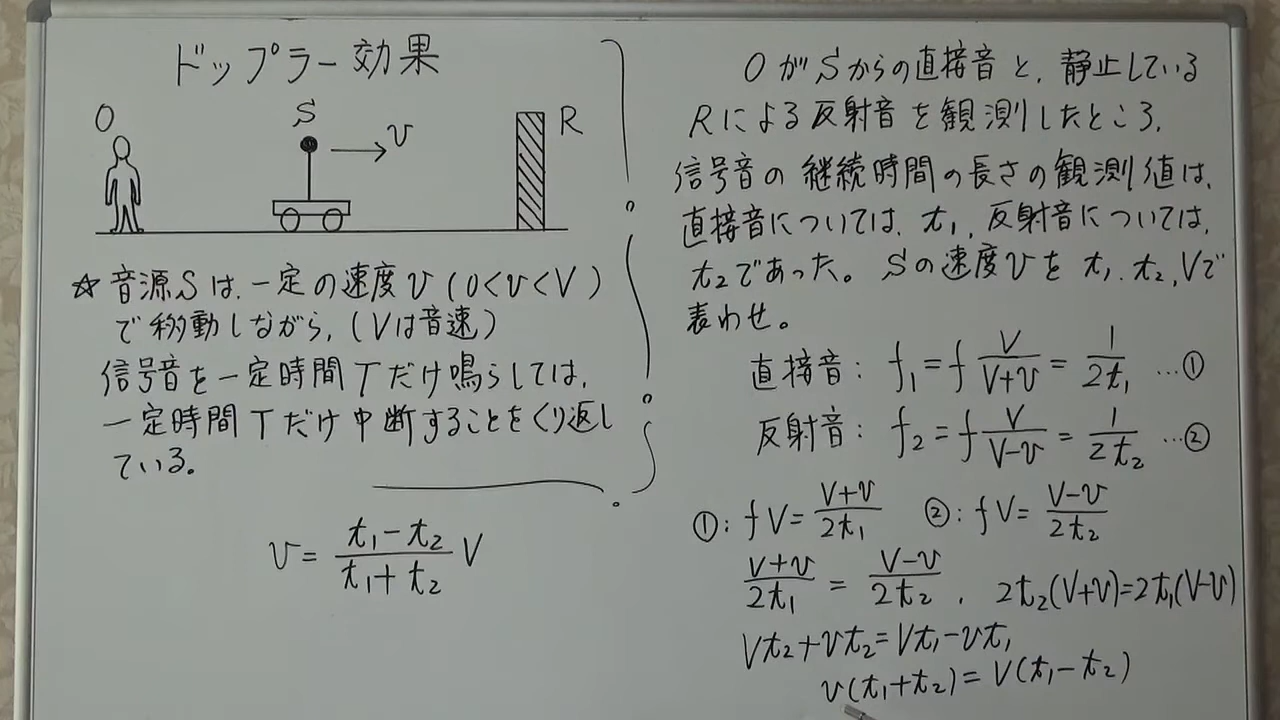 ドップラー効果
O
S
v
R
☆ 音源Sは、一定の速度v (0<v<V)
で移動しながら、(Vは音速)
信号音を一定時間Tだけ鳴らしては、
一定時間Tだけ中断することをくり返し
ている。
v = \frac{t₁-t₂}{t₁+t₂} V
OがSからの直接音と、静止している
Rによる反射音を観測したところ、
信号音の継続時間の長さの観測値は、
直接音については、t₁、反射音については、
t₂であった。Sの速度vをt₁、t₂、Vで
表わせ。
直接音: f₁ = f \frac{V}{V+v} = \frac{1}{2t₁} …①
反射音: f₂ = f \frac{V}{V-v} = \frac{1}{2t₂} …②
①: fV = \frac{V+v}{2t₁} ②: fV = \frac{V-v}{2t₂}
\frac{V+v}{2t₁} = \frac{V-v}{2t₂} , 2t₂(V+v)=2t₁(V-v)
Vt₂+vt₂=Vt₁-vt₁
v(t₁+t₂)=V(t₁-t₂)